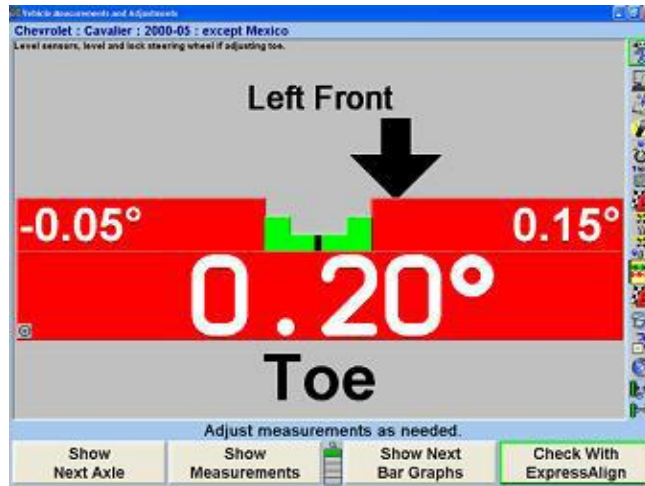 Vehicle Measurements and Adjustments
Chevrolet : Cavalier : 2000-05 : except Mexico
Level sensors, level and lock steering wheel if adjusting toe.
Left Front
-0.05°
0.15°
0.20°
Toe
Adjust measurements as needed.
Show Next Axle
Show Measurements
Show Next Bar Graphs
Check With ExpressAlign